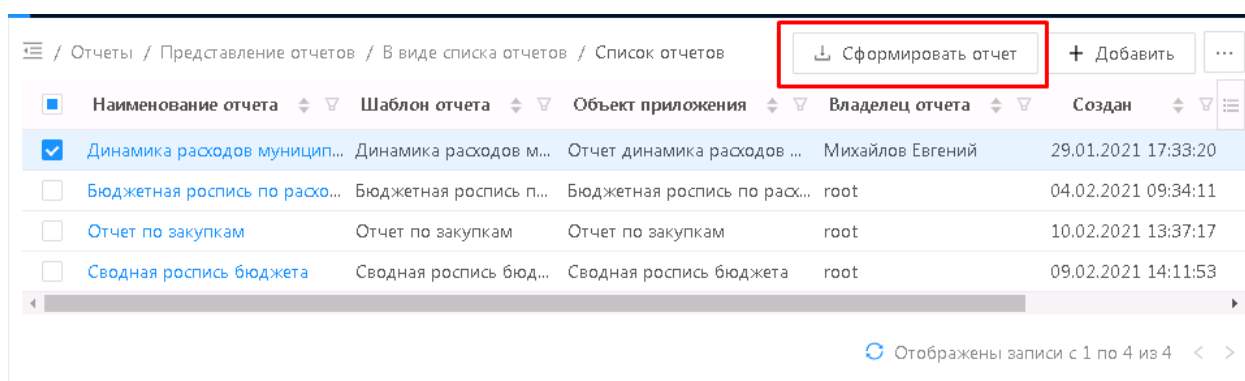 / Отчеты / Представление отчетов / В виде списка отчетов / Список отчетов Сформировать отчет + Добавить ...
Наименование отчета Шаблон отчета Объект приложения Владелец отчета Создан
Динамика расходов муницип... Динамика расходов м... Отчет динамика расходов ... Михайлов Евгений 29.01.2021 17:33:20
Бюджетная роспись по расхо... Бюджетная роспись п... Бюджетная роспись по расх... root 04.02.2021 09:34:11
Отчет по закупкам Отчет по закупкам Отчет по закупкам root 10.02.2021 13:37:17
Сводная роспись бюджета Сводная роспись бюд... Сводная роспись бюджета root 09.02.2021 14:11:53
Отображены записи с 1 по 4 из 4 < >